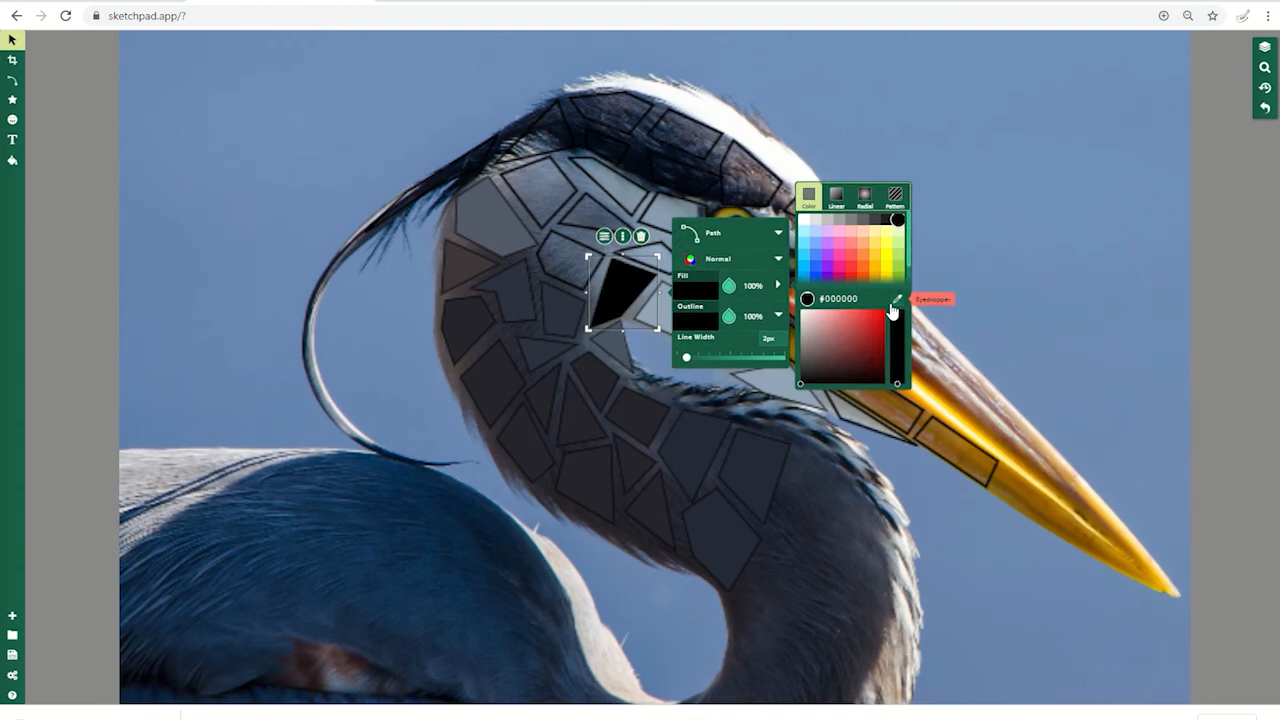 sketchpad.app/?
T
Color
Linear
Radial
Pattern
Path
Normal
Fill
100%
Outline
100%
Line Width
2px
#000000
Eyedropper